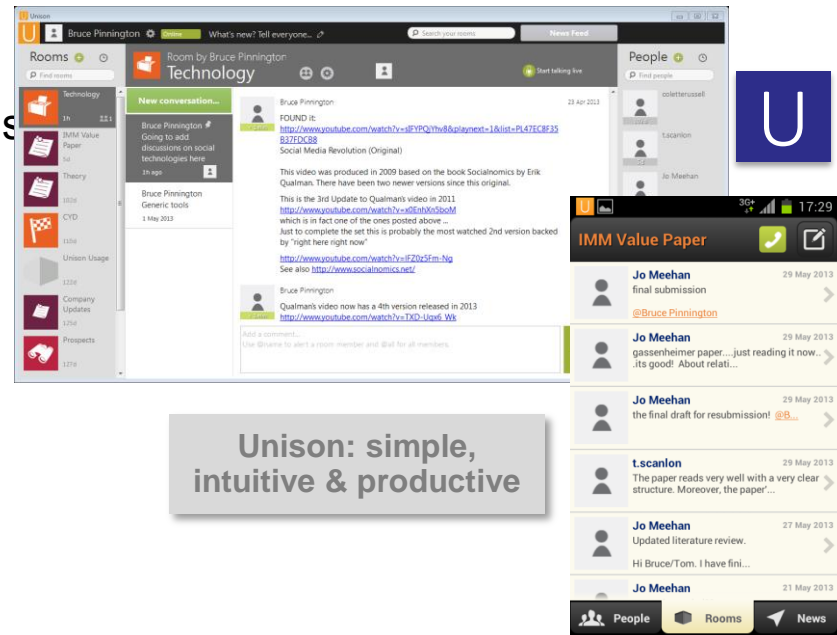 Unison
U
Bruce Pinnington
Online
What's new? Tell everyone...
Search your rooms
News Feed
Rooms
Find rooms
Technology
1h
1
IMM Value
Paper
5d
Theory
102d
CYD
110d
Unison Usage
122d
Company
Updates
125d
Prospects
127d
Room by Bruce Pinnington
Technology
Start talking live
New conversation...
Bruce Pinnington
Going to add
discussions on social
technologies here
1h ago
Bruce Pinnington
Generic tools
1 May 2013
Bruce Pinnington
23 Apr 2013
FOUND it:
http://www.youtube.com/watch?v=sIFYPQjYhv8&playnext=1&list=PL47EC8F35
B37FDCB8
Social Media Revolution (Original)
This video was produced in 2009 based on the book Socialnomics by Erik
Qualman. There have been two newer versions since this original.
This is the 3rd Update to Qualman's video in 2011
http://www.youtube.com/watch?v=x0EnhXn5boM
which is in fact one of the ones posted above ...
Just to complete the set this is probably the most watched 2nd version backed
by "right here right now"
http://www.youtube.com/watch?v=lFZ0z5Fm-Ng
See also http://www.socialnomics.net/
Bruce Pinnington
Qualman's video now has a 4th version released in 2013
http://www.youtube.com/watch?v=TXD-Uqx6_Wk
Add a comment...
Use @name to alert a room member and @all for all members.
People
Find people
coletterussell
t.scanlon
Jo Meehan
U
3G+
17:29
IMM Value Paper
Jo Meehan
29 May 2013
final submission
@Bruce Pinnington
Jo Meehan
29 May 2013
gassenheimer paper....just reading it now..
.its good! About relati...
Jo Meehan
29 May 2013
the final draft for resubmission! @B...
t.scanlon
29 May 2013
The paper reads very well with a very clear
structure. Moreover, the paper'...
Jo Meehan
27 May 2013
Updated literature review.
Hi Bruce/Tom. I have fini...
Jo Meehan
21 May 2013
People
Rooms
News
Unison: simple,
intuitive & productive